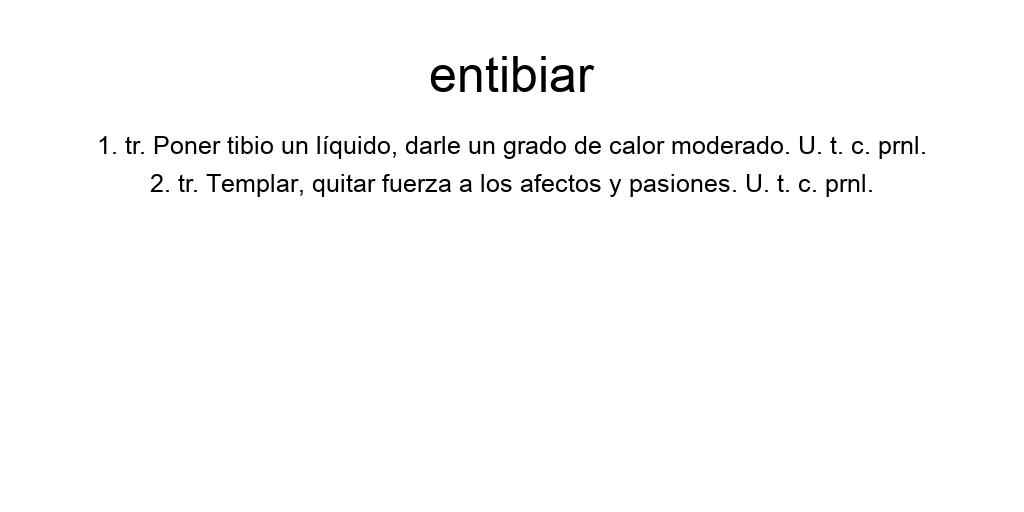 entibiar
1. tr. Poner tibio un líquido, darle un grado de calor moderado. U. t. c. prnl.
2. tr. Templar, quitar fuerza a los afectos y pasiones. U. t. c. prnl.